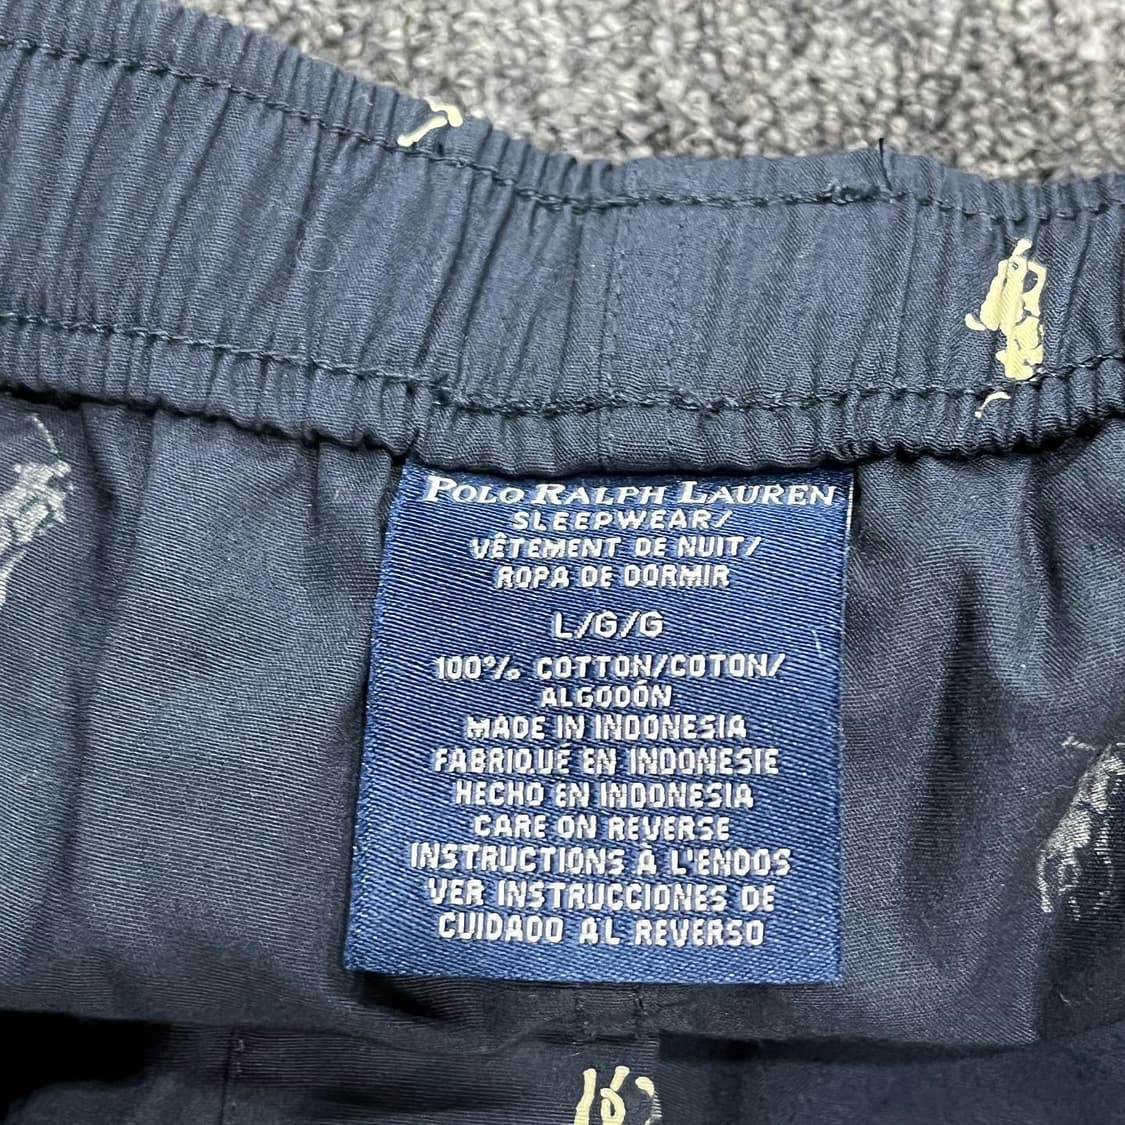 POLO RALPH LAUREN
SLEEPWEAR/
VÊTEMENT DE NUIT/
ROPA DE DORMIR
L/G/G
100% COTTON/COTON/
ALGODÓN
MADE IN INDONESIA
FABRIQUÉ EN INDONESIE
HECHO EN INDONESIA
CARE ON REVERSE
INSTRUCTIONS À L'ENDOS
VER INSTRUCCIONES DE
CUIDADO AL REVERSO